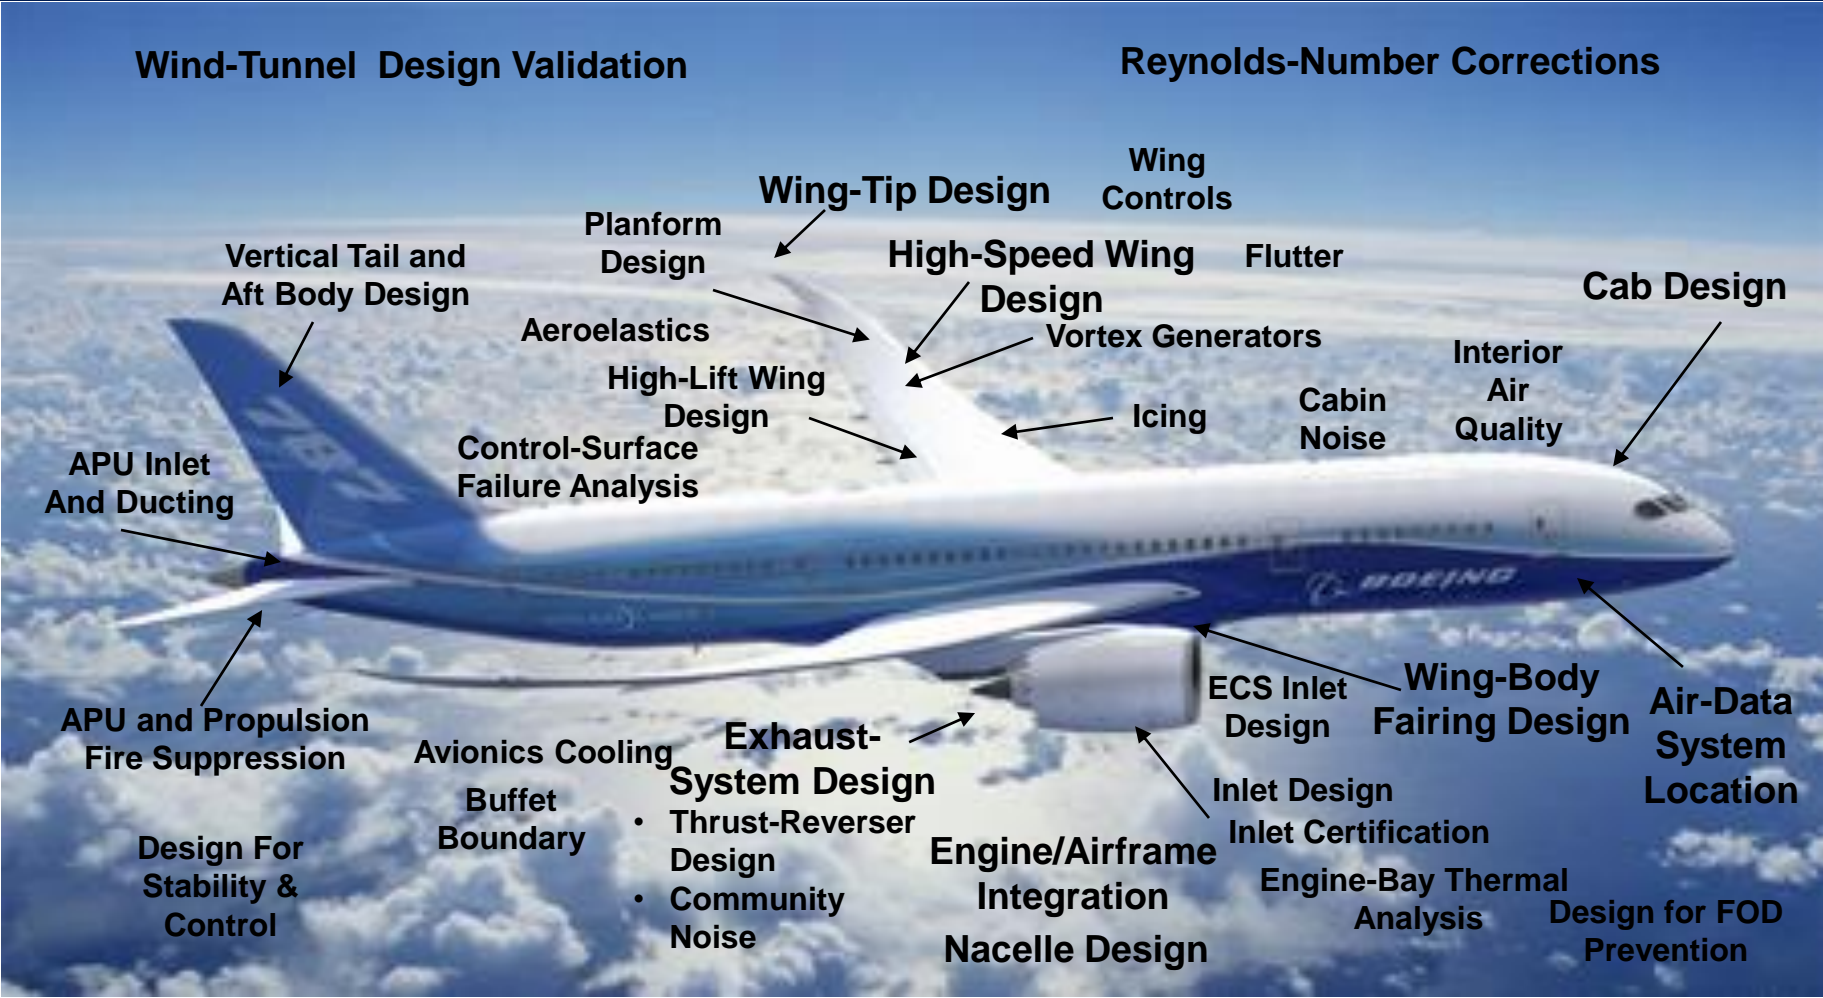 Wind-Tunnel  Design Validation
Reynolds-Number Corrections
Wing
Controls
Wing-Tip Design
Planform
Design
High-Speed Wing
Design
Flutter
Vertical Tail and
Aft Body Design
Cab Design
Aeroelastics
Vortex Generators
Interior
Air
Quality
High-Lift Wing
Design
Icing
Cabin
Noise
Control-Surface
Failure Analysis
APU Inlet
And Ducting
787
BOEING
APU and Propulsion
Fire Suppression
ECS Inlet
Design
Wing-Body
Fairing Design
Air-Data
System
Location
Avionics Cooling
Exhaust-
System Design
• Thrust-Reverser
Design
• Community
Noise
Buffet
Boundary
Design For
Stability &
Control
Inlet Design
Inlet Certification
Engine/Airframe
Integration
Nacelle Design
Engine-Bay Thermal
Analysis
Design for FOD
Prevention